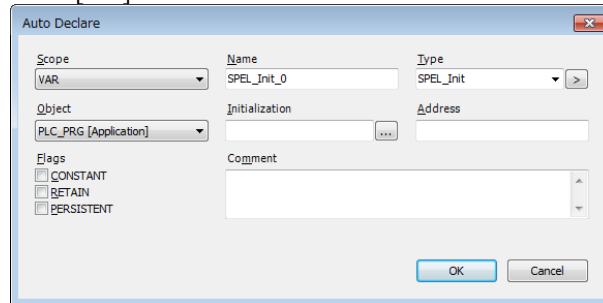 Auto Declare
Scope Name Type
VAR SPEL_Init_0 SPEL_Init >
Object Initialization Address
PLC_PRG [Application] ...
Flags Comment
CONSTANT
RETAIN
PERSISTENT
OK Cancel